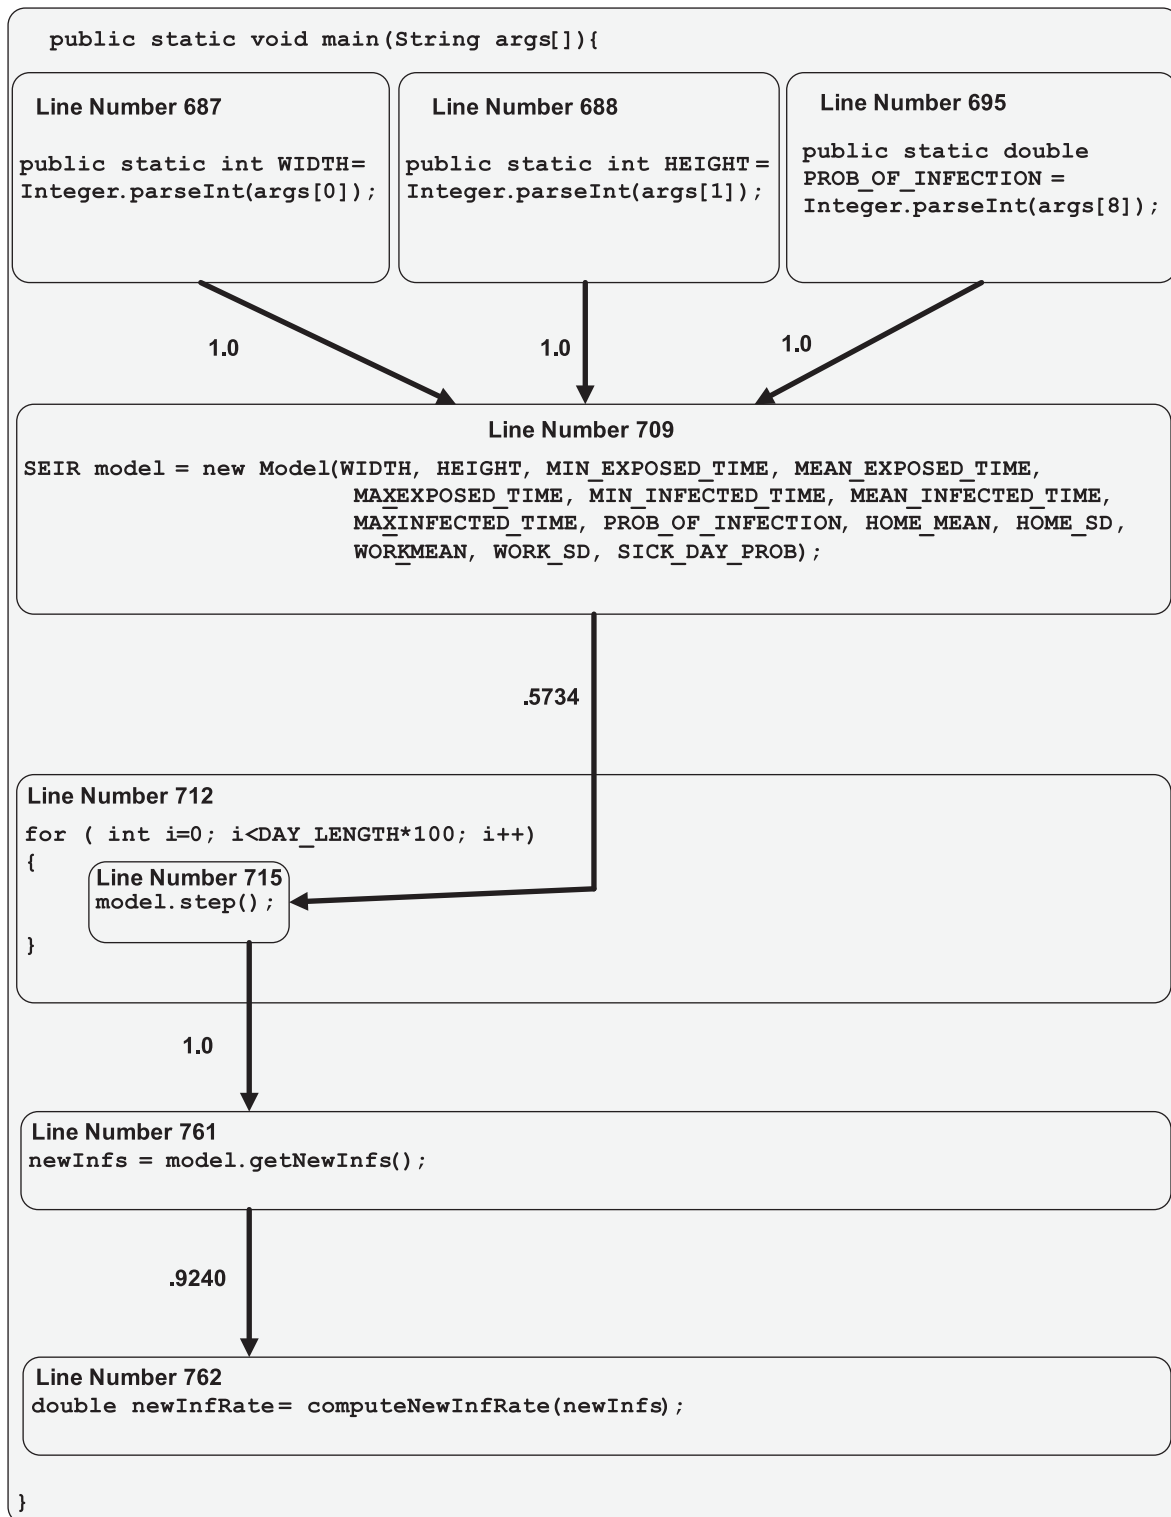 public static void main(String args[]){
Line Number 687
public static int WIDTH=
Integer.parseInt(args[0]);
Line Number 688
public static int HEIGHT=
Integer.parseInt(args[1]);
Line Number 695
public static double
PROB_OF_INFECTION =
Integer.parseInt(args[8]);
1.0
1.0
1.0
Line Number 709
SEIR model = new Model(WIDTH, HEIGHT, MIN_EXPOSED_TIME, MEAN_EXPOSED_TIME,
MAXEXPOSED_TIME, MIN_INFECTED_TIME, MEAN_INFECTED_TIME,
MAXINFECTED_TIME, PROB_OF_INFECTION, HOME_MEAN, HOME_SD,
WORKMEAN, WORK_SD, SICK_DAY_PROB);
.5734
Line Number 712
for ( int i=0; i<DAY_LENGTH*100; i++)
{
Line Number 715
model.step();
}
1.0
Line Number 761
newInfs = model.getNewInfs();
.9240
Line Number 762
double newInfRate= computeNewInfRate(newInfs);
}